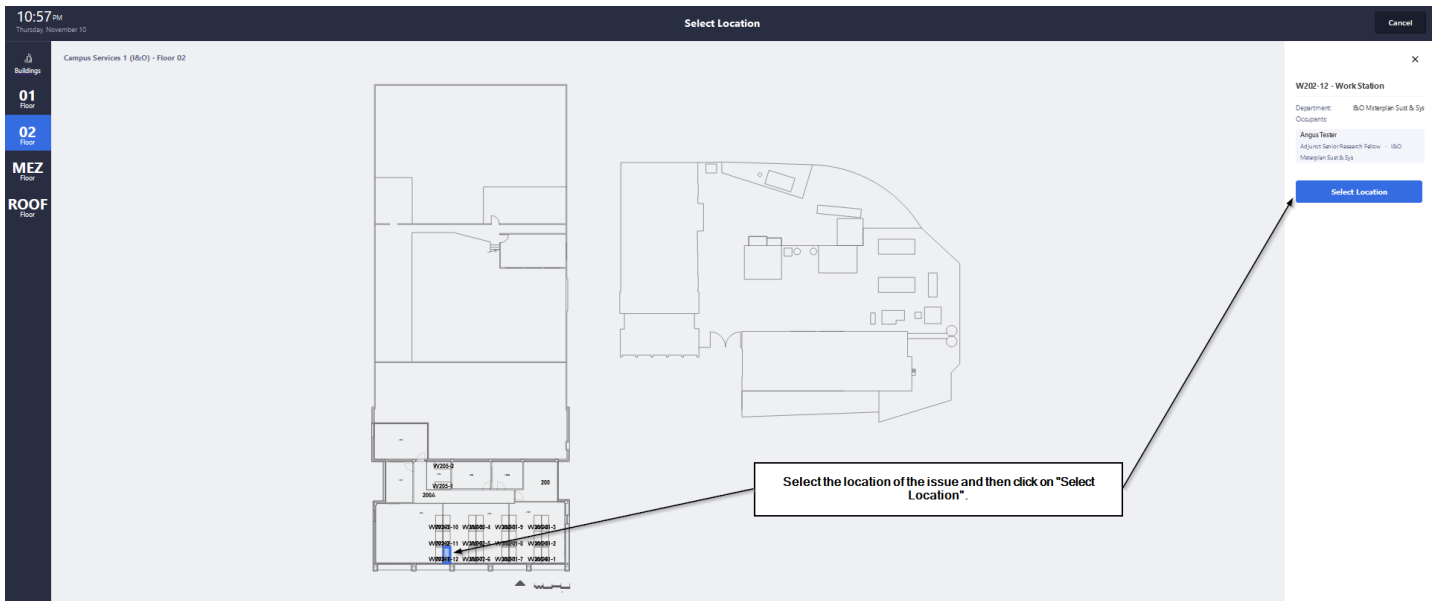 10:57 PM
Thursday, November 10
Select Location
Cancel
Buildings
01
Floor
02
Floor
MEZ
Floor
ROOF
Floor
Campus Services 1 (I&O) · Floor 02
W202-12 - Work Station
Department: I&O Msterplan Sust & Sys
Occupants:
Angus Tester
Adjunct Senior Research Fellow · I&O
Msterplan Sust & Sys
Select Location
Select the location of the issue and then click on "Select
Location".
W205-2
W205-1
200
200A